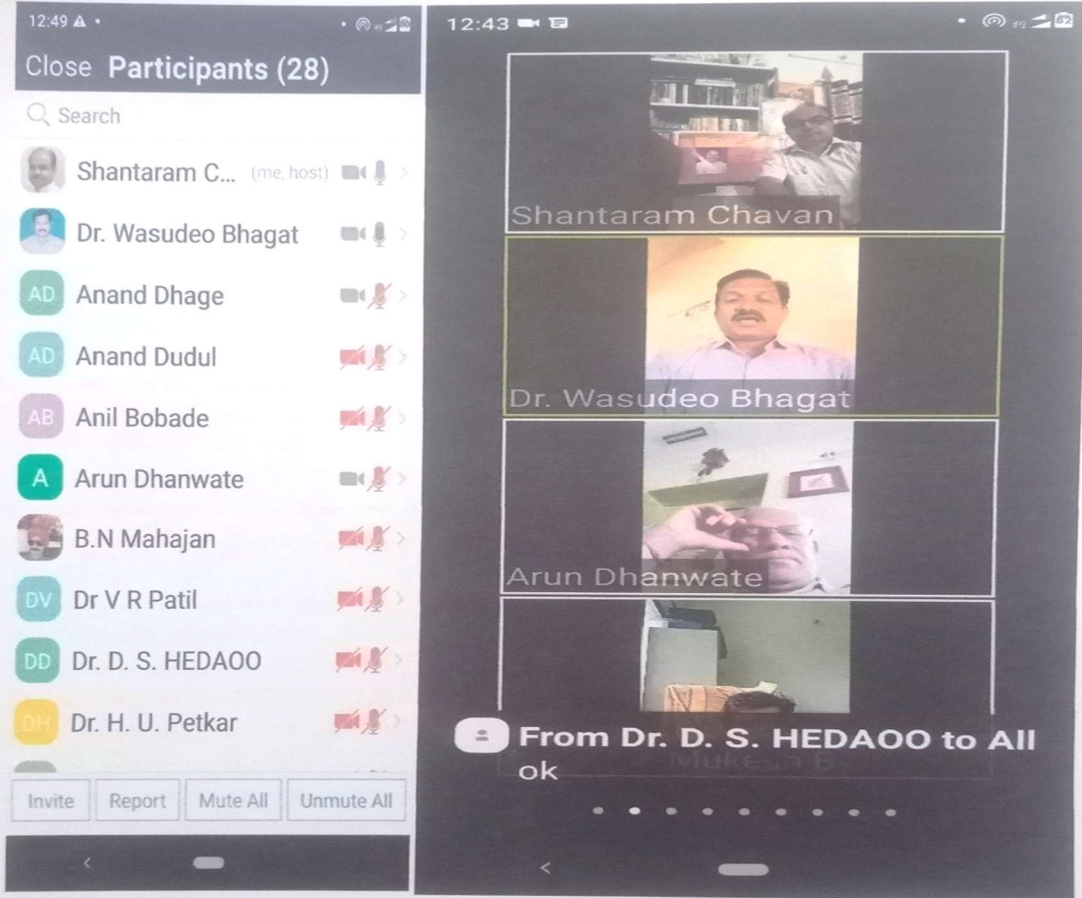 12:49
Close Participants (28)
Search
Shantaram C... (me, host)
Dr. Wasudeo Bhagat
AD Anand Dhage
AD Anand Dudul
AB Anil Bobade
A Arun Dhanwate
B.N Mahajan
DV Dr V R Patil
DD Dr. D. S. HEDAOO
DH Dr. H. U. Petkar
Invite Report Mute All Unmute All
12:43
Shantaram Chavan
Dr. Wasudeo Bhagat
Arun Dhanwate
From Dr. D. S. HEDAOO to All
ok